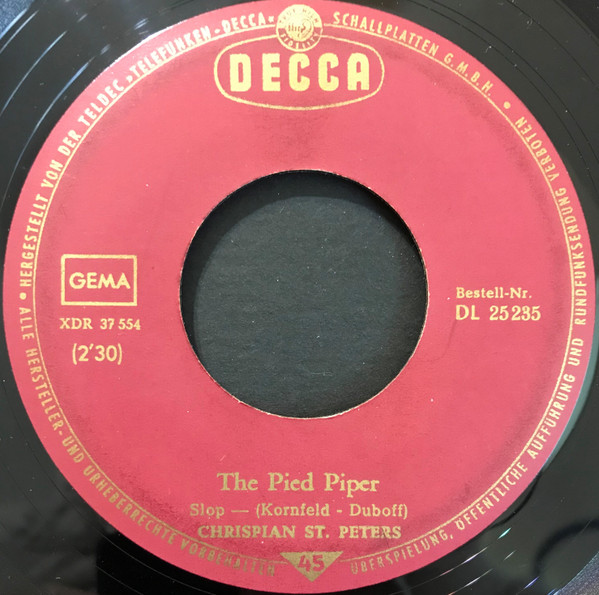 • HERGESTELLT VON DER TELDEC »TELEFUNKEN-DECCA« SCHALLPLATTEN G.M.B.H. •
DECCA
GEMA
XDR 37 554
(2'30)
Bestell-Nr.
DL 25 235
The Pied Piper
Slop — (Kornfeld - Duboff)
CHRISPIAN ST. PETERS
45
ALLE HERSTELLER- UND URHEBERRECHTE VORBEHALTEN
ÜBERSPIELUNG, ÖFFENTLICHE AUFFÜHRUNG UND RUNDFUNKSENDUNG VERBOTEN